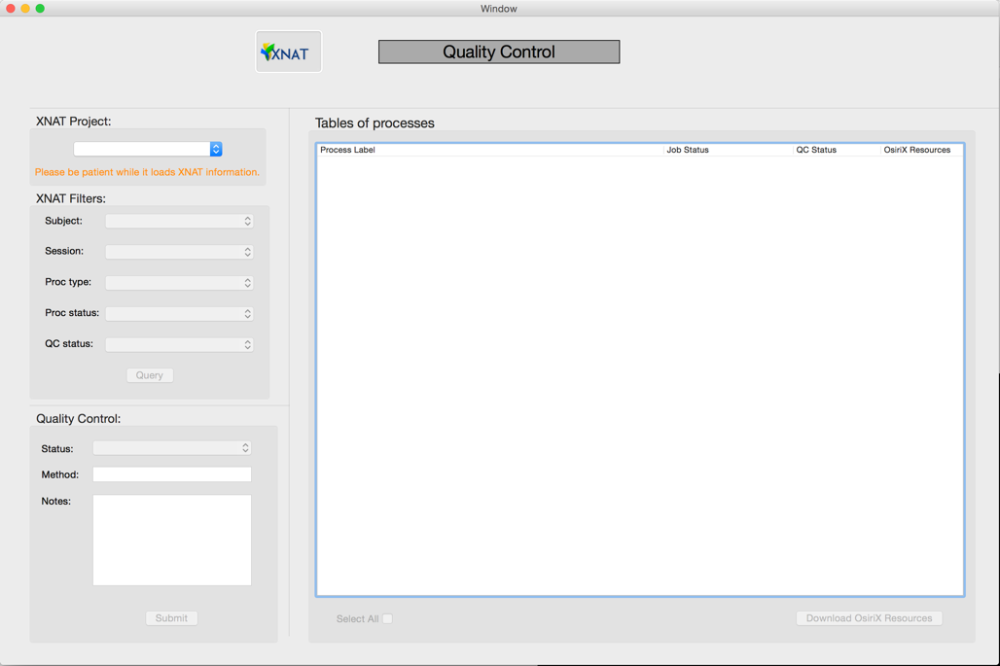 Window
XNAT
Quality Control
XNAT Project:
Please be patient while it loads XNAT information.
XNAT Filters:
Subject:
Session:
Proc type:
Proc status:
QC status:
Query
Quality Control:
Status:
Method:
Notes:
Submit
Tables of processes
Process Label Job Status QC Status OsiriX Resources
Select All
Download OsiriX Resources